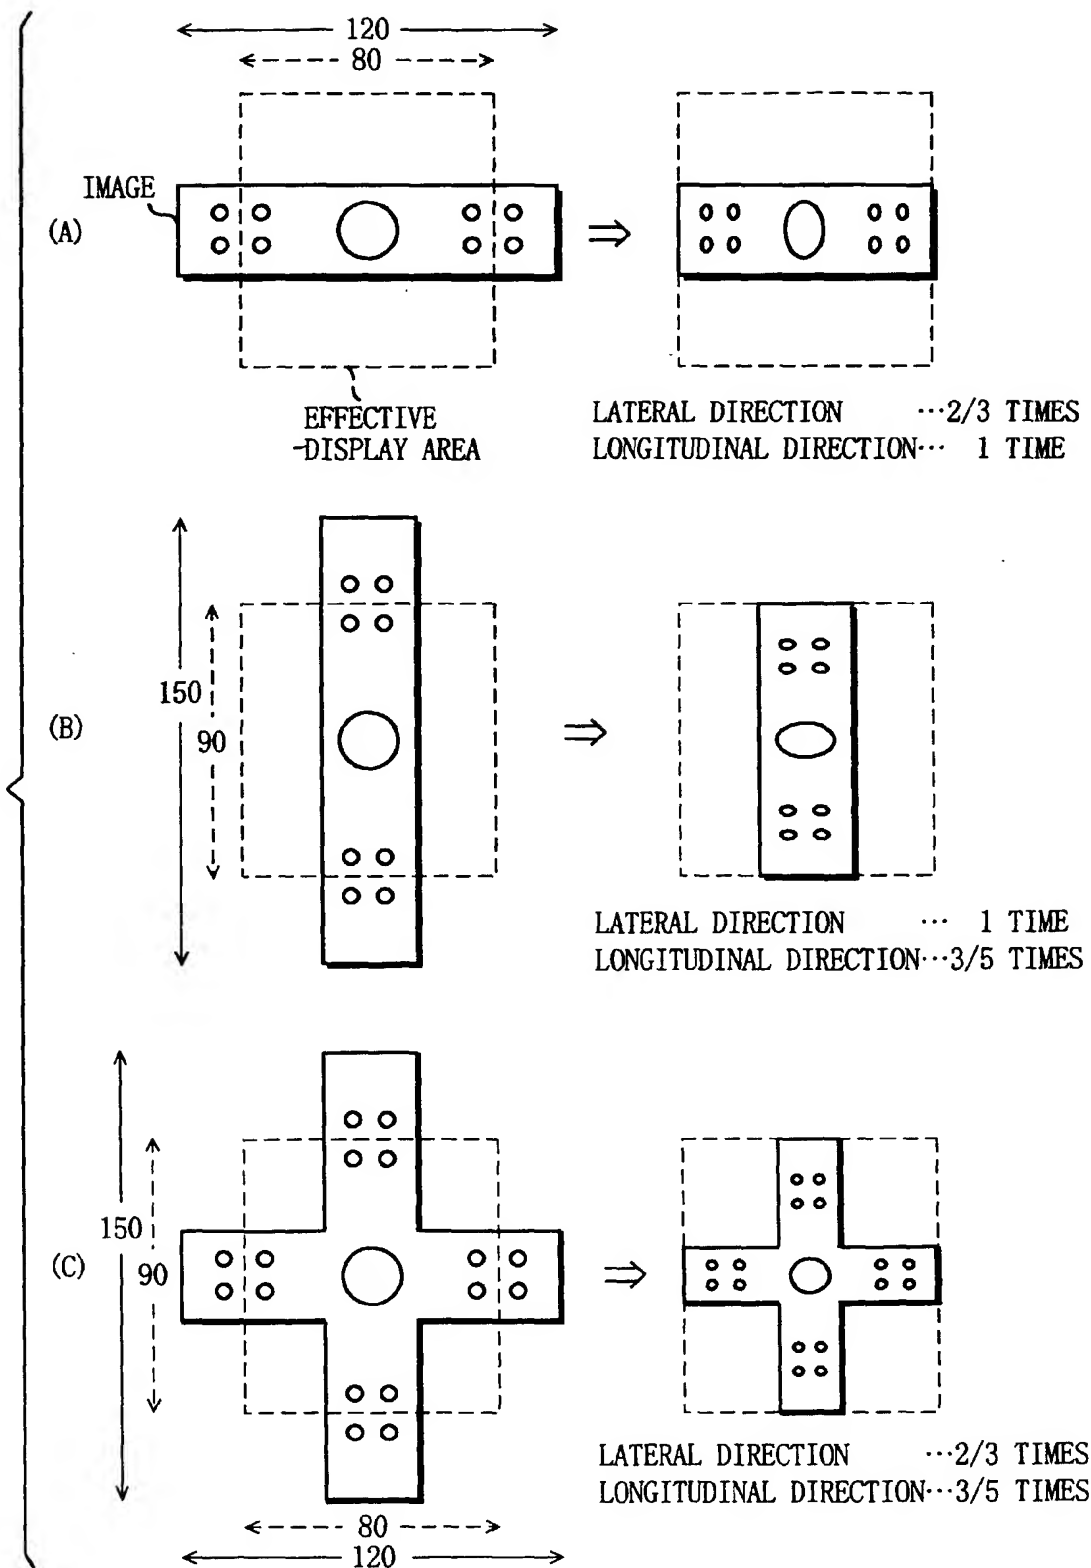 120
80
IMAGE
(A)
⇒
EFFECTIVE
DISPLAY AREA
LATERAL DIRECTION …2/3 TIMES
LONGITUDINAL DIRECTION… 1 TIME
150
90
(B)
⇒
LATERAL DIRECTION … 1 TIME
LONGITUDINAL DIRECTION…3/5 TIMES
150
90
(C)
⇒
LATERAL DIRECTION …2/3 TIMES
LONGITUDINAL DIRECTION…3/5 TIMES
80
120